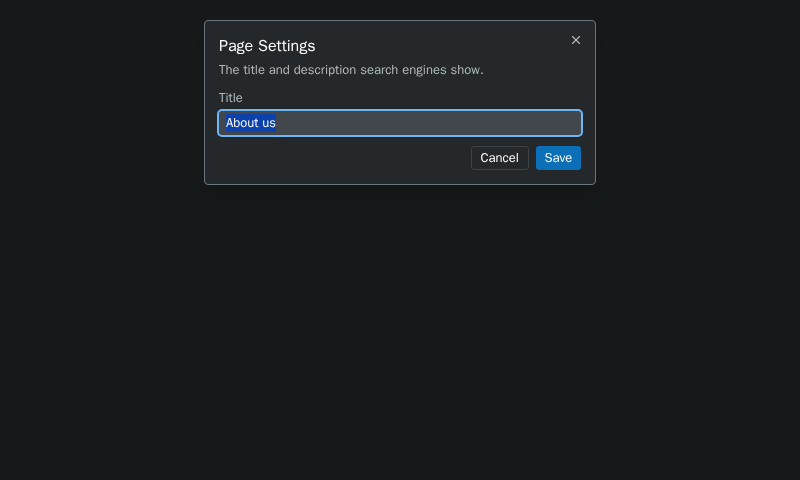 Page Settings
The title and description search engines show.
Title
About us
Cancel
Save